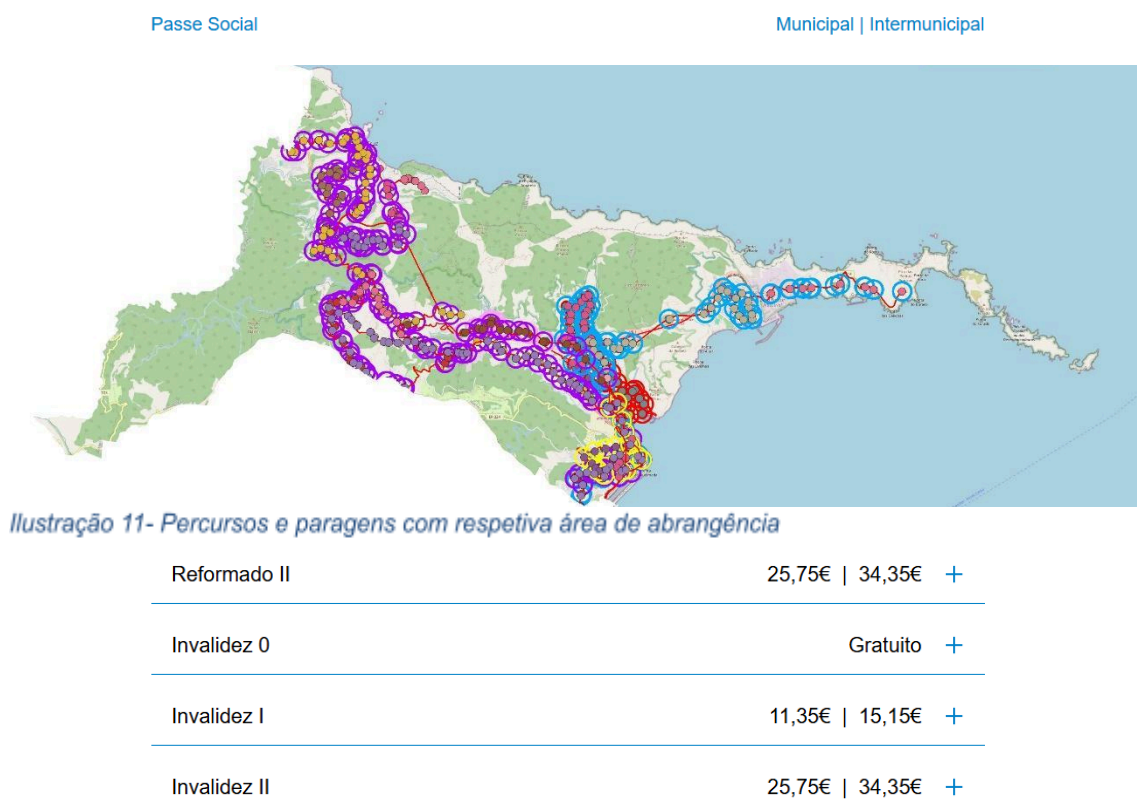 Passe Social
Municipal | Intermunicipal
Ilustração 11- Percursos e paragens com respetiva área de abrangência
Reformado II
25,75€ | 34,35€ +
Invalidez 0
Gratuito +
Invalidez I
11,35€ | 15,15€ +
Invalidez II
25,75€ | 34,35€ +